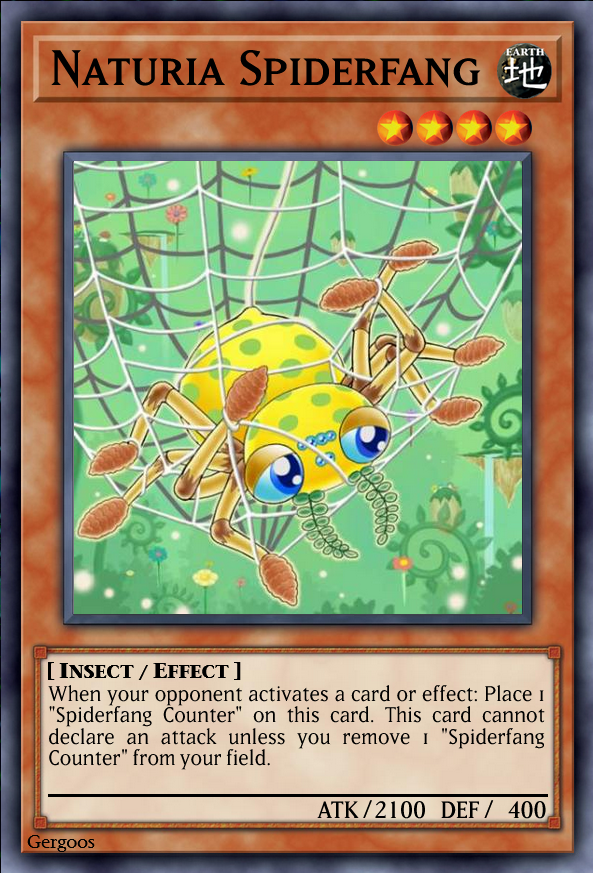 Naturia Spiderfang
EARTH
地
[ Insect / Effect ]
When your opponent activates a card or effect: Place 1
"Spiderfang Counter" on this card. This card cannot
declare an attack unless you remove 1 "Spiderfang
Counter" from your field.
ATK/2100 DEF/ 400
Gergoos